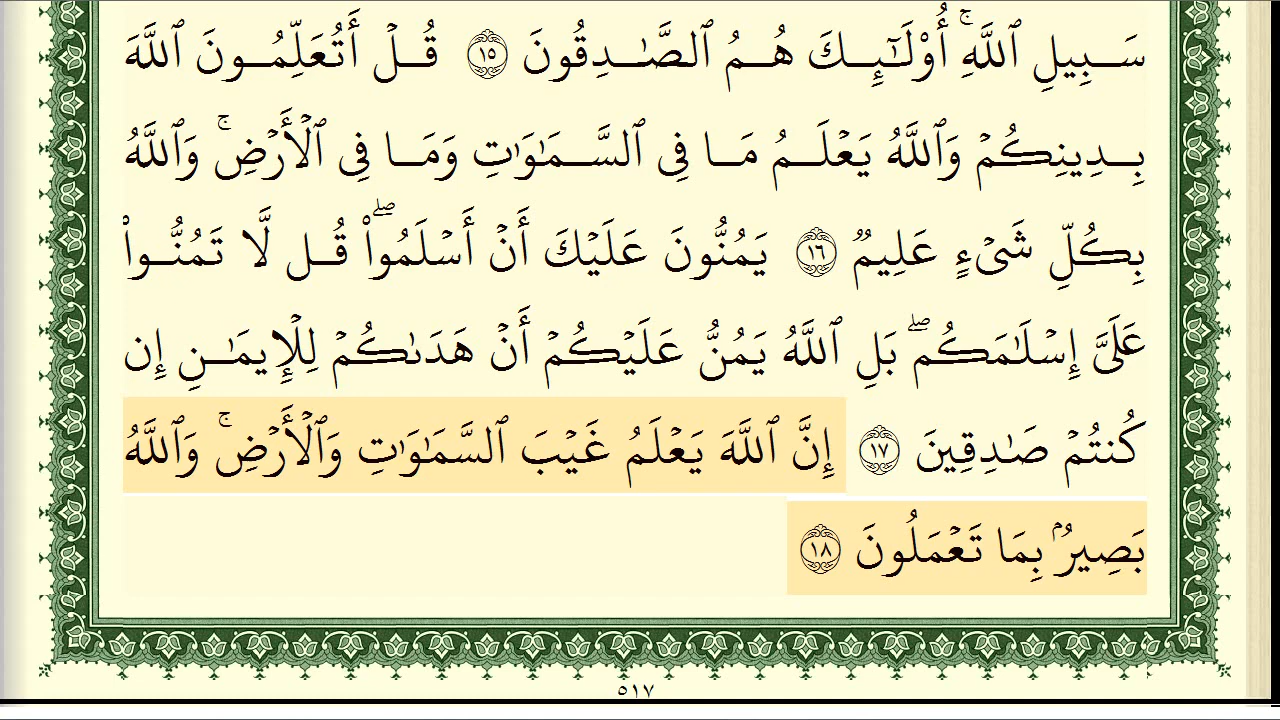 سَبِيلِ ٱللَّهِ ۚ أُوْلَـٰٓئِكَ هُمُ ٱلصَّـٰدِقُونَ ١٥ قُلْ أَتُعَلِّمُونَ ٱللَّهَ
بِدِينِكُمْ وَٱللَّهُ يَعْلَمُ مَا فِى ٱلسَّمَـٰوَٰتِ وَمَا فِى ٱلْأَرْضِ ۚ وَٱللَّهُ
بِكُلِّ شَىْءٍ عَلِيمٌ ١٦ يَمُنُّونَ عَلَيْكَ أَنْ أَسْلَمُوا۟ ۖ قُل لَّا تَمُنُّوا۟
عَلَىَّ إِسْلَـٰمَكُم ۖ بَلِ ٱللَّهُ يَمُنُّ عَلَيْكُمْ أَنْ هَدَىٰكُمْ لِلْإِيمَـٰنِ إِن
كُنتُمْ صَـٰدِقِينَ ١٧ إِنَّ ٱللَّهَ يَعْلَمُ غَيْبَ ٱلسَّمَـٰوَٰتِ وَٱلْأَرْضِ ۚ وَٱللَّهُ
بَصِيرٌۢ بِمَا تَعْمَلُونَ ١٨
٥١٧